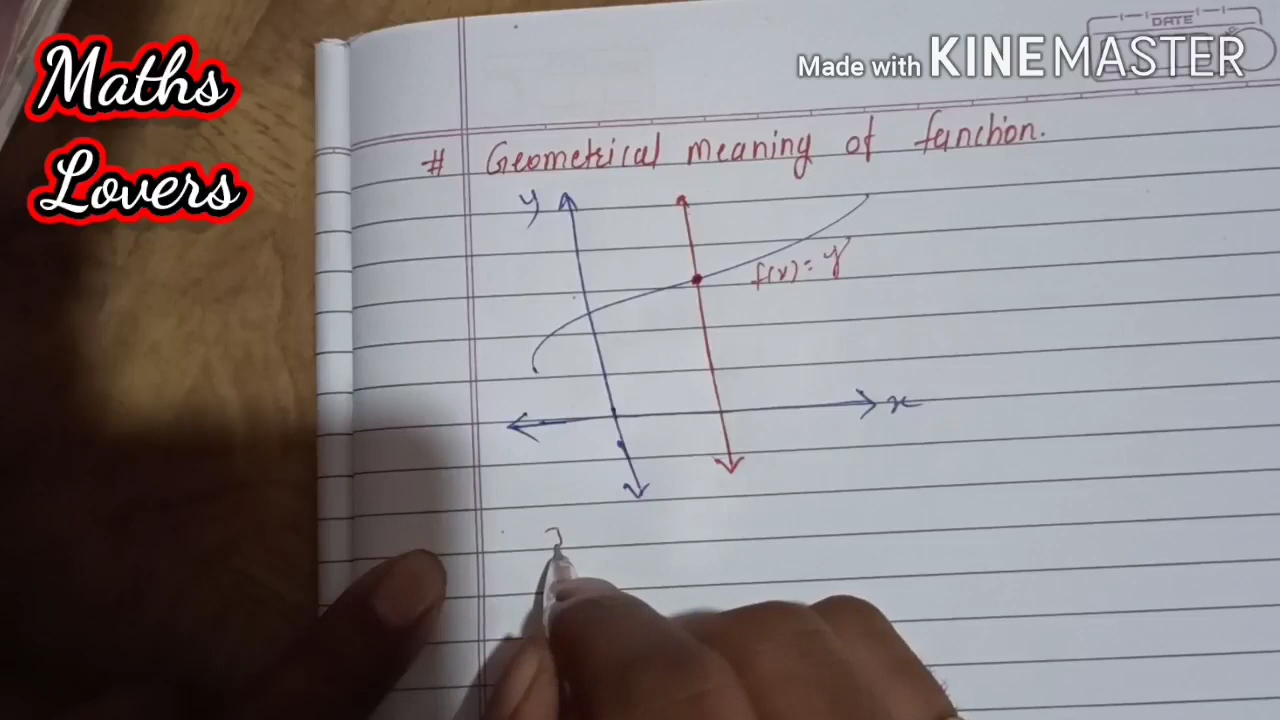 Maths
Lovers
Made with KINEMASTER
DATE
# Geometrical meaning of function.
y
f(x) = y
x